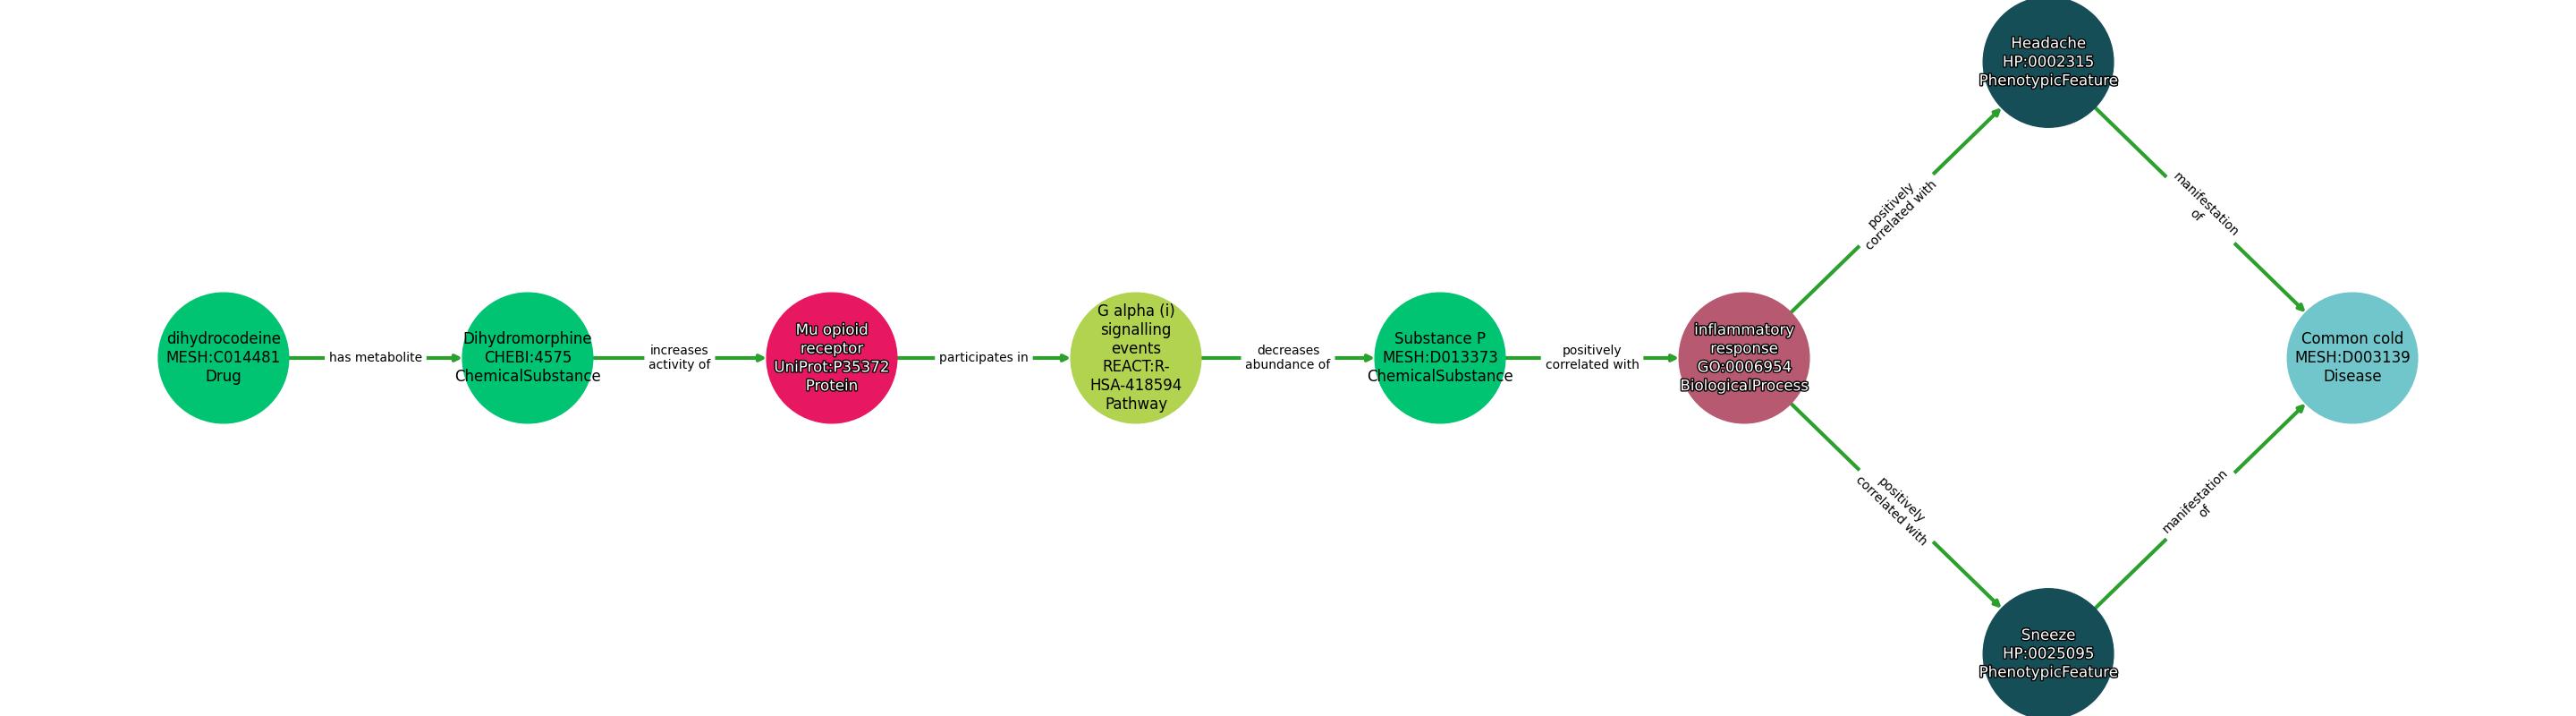 dihydrocodeine
MESH:C014481
Drug
has metabolite
Dihydromorphine
CHEBI:4575
ChemicalSubstance
increases
activity of
Mu opioid
receptor
UniProt:P35372
Protein
participates in
G alpha (i)
signalling
events
REACT:R-
HSA-418594
Pathway
decreases
abundance of
Substance P
MESH:D013373
ChemicalSubstance
positively
correlated with
inflammatory
response
GO:0006954
BiologicalProcess
positively
correlated with
Headache
HP:0002315
PhenotypicFeature
manifestation
of
positively
correlated with
Sneeze
HP:0025095
PhenotypicFeature
manifestation
of
Common cold
MESH:D003139
Disease